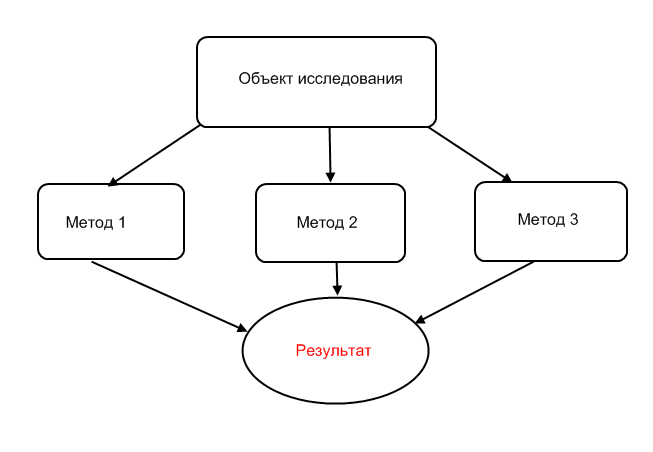 Объект исследования
Метод 1
Метод 2
Метод 3
Результат